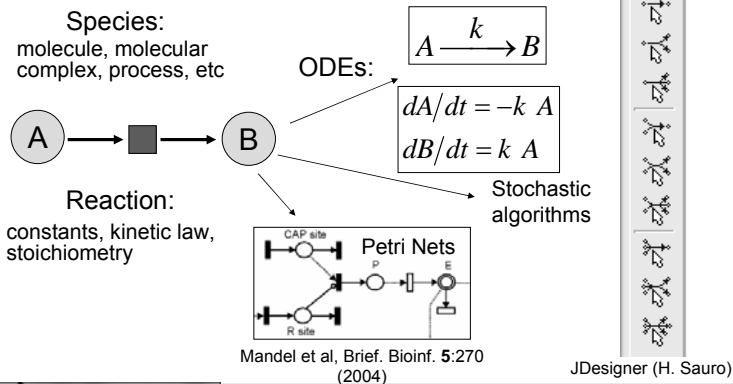 Species:
molecule, molecular
complex, process, etc
ODEs:
A —k→ B
dA/dt = −k A
dB/dt = k A
A
B
Reaction:
constants, kinetic law,
stoichiometry
Stochastic
algorithms
CAP site
Petri Nets
P
E
R site
Mandel et al, Brief. Bioinf. 5:270
(2004)
JDesigner (H. Sauro)